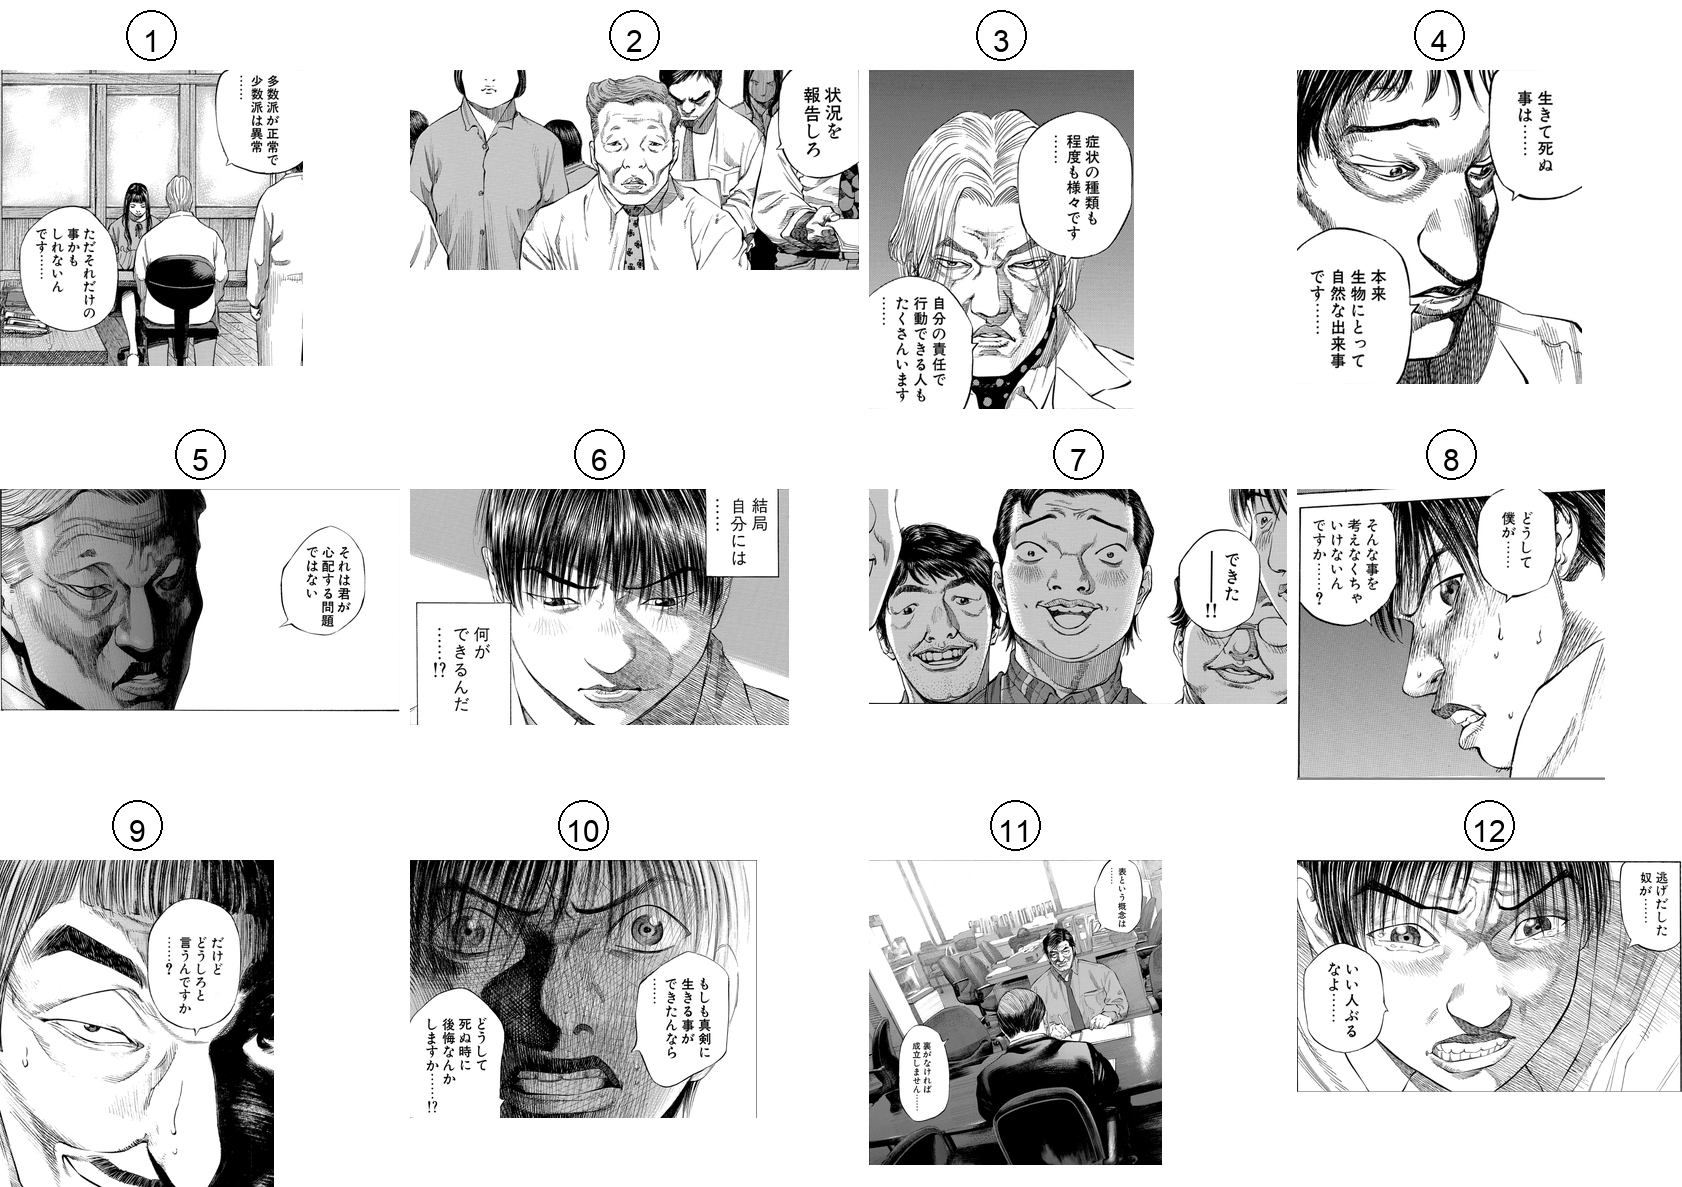 1
多数派が正常で
少数派は異常
……
ただそれだけの
事かも
しれないん
です……
2
状況を
報告しろ
3
症状の種類も
程度も様々です
……
自分の責任で
行動できる人も
たくさんいます
……
4
生きて死ぬ
事は……
本来
生物にとって
自然な出来事
です……
5
それは君が
心配する問題
ではない
6
結局
自分には
……
何が
できるんだ
……!?
7
できた
──!!
8
どうして
僕が……
そんな事を
考えなくちゃ
いけないん
ですか……?
9
だけど
どうしろと
言うんですか
……?
10
もしも真剣に
生きる事が
できたんなら
……
どうして
死ぬ時に
後悔なんか
しますか……!?
11
表という概念は
……
裏がなければ
成立しません……
12
逃げだした
奴が……
いい人ぶる
なよ……